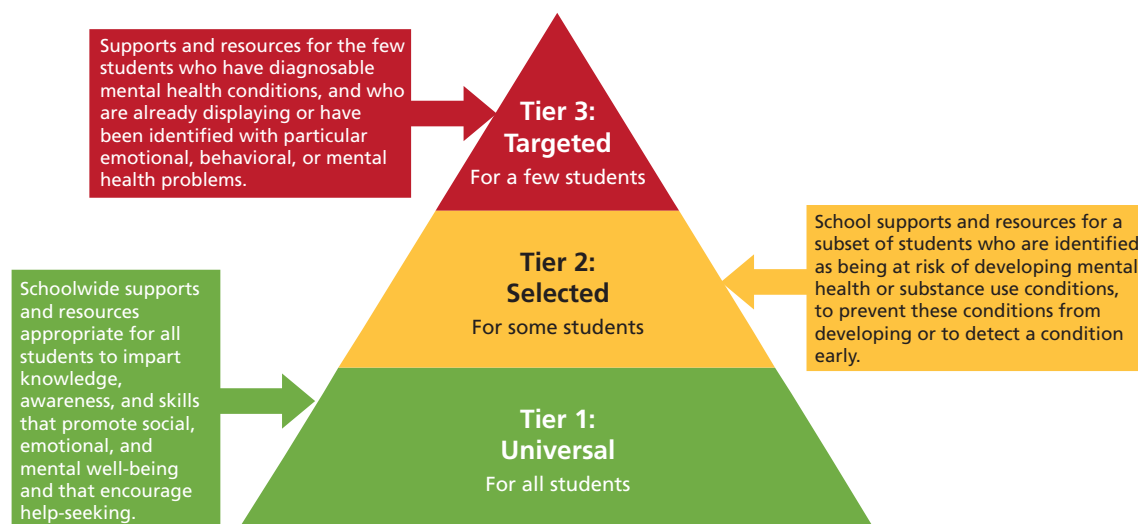 Supports and resources for the few
students who have diagnosable
mental health conditions, and who
are already displaying or have
been identified with particular
emotional, behavioral, or mental
health problems.
Tier 3:
Targeted
For a few students
School supports and resources for a
subset of students who are identified
as being at risk of developing mental
health or substance use conditions,
to prevent these conditions from
developing or to detect a condition
early.
Tier 2:
Selected
For some students
Schoolwide supports
and resources
appropriate for all
students to impart
knowledge,
awareness, and skills
that promote social,
emotional, and
mental well-being
and that encourage
help-seeking.
Tier 1:
Universal
For all students